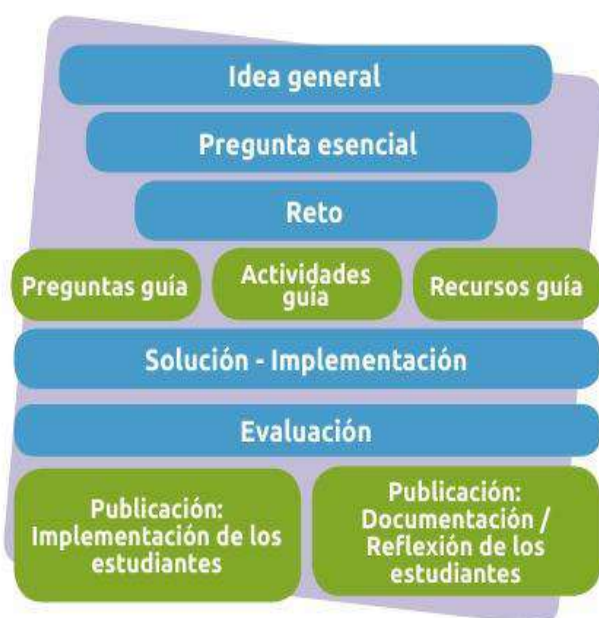 Idea general
Pregunta esencial
Reto
Preguntas guía
Actividades
guía
Recursos guía
Solución - Implementación
Evaluación
Publicación:
Implementación de los
estudiantes
Publicación:
Documentación /
Reflexión de los
estudiantes